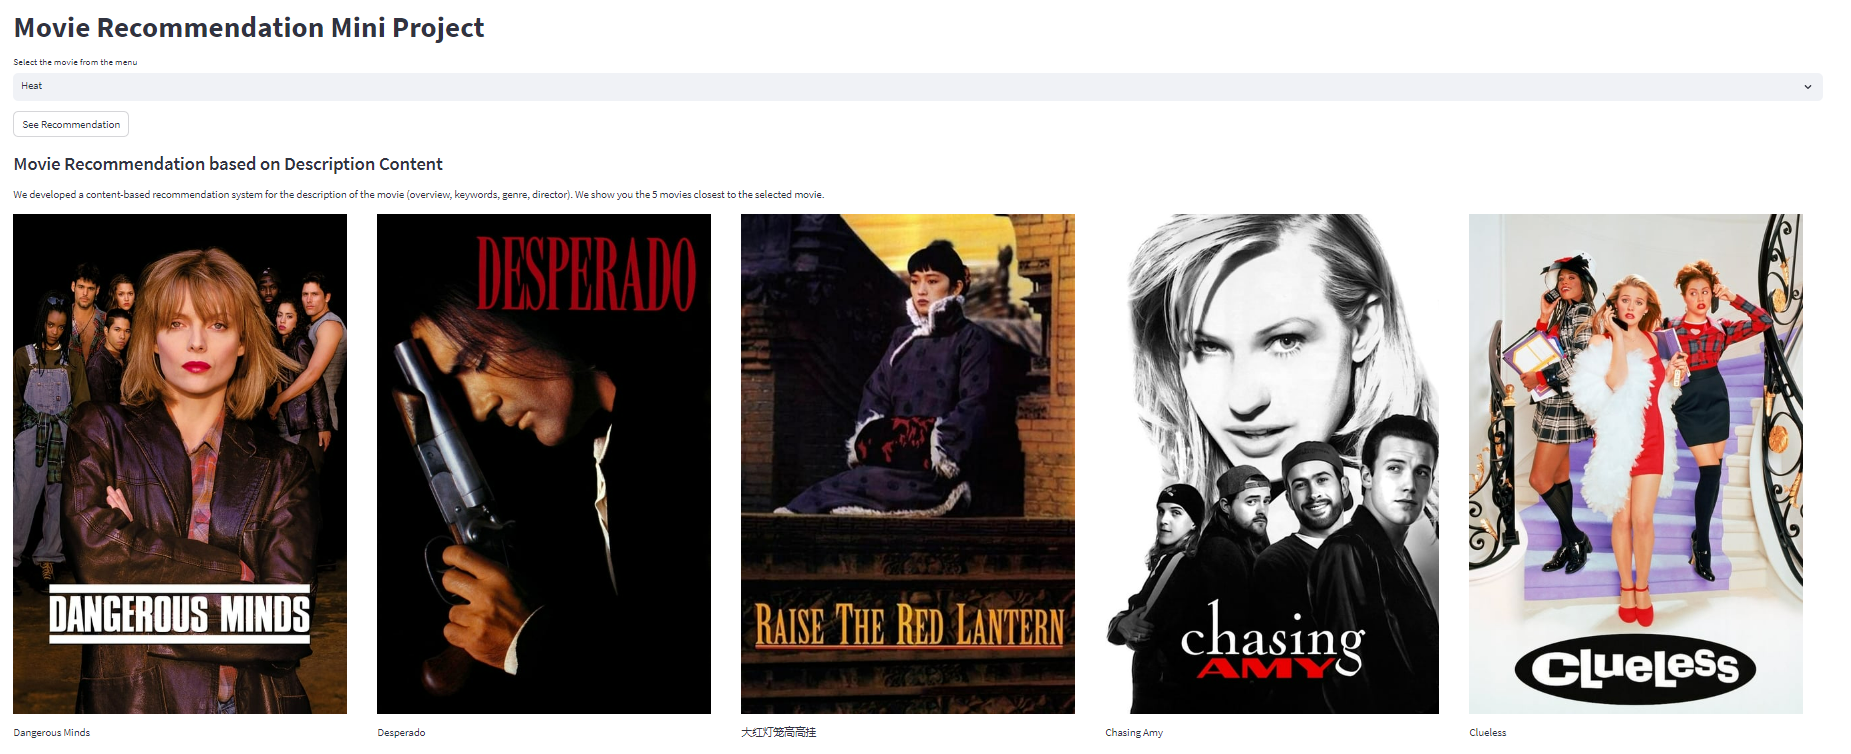 Movie Recommendation Mini Project
Select the movie from the menu
Heat
See Recommendation
Movie Recommendation based on Description Content
We developed a content-based recommendation system for the description of the movie (overview, keywords, genre, director). We show you the 5 movies closest to the selected movie.
DANGEROUS MINDS
DESPERADO
RAISE THE RED LANTERN
chasing
AMY
CLUELESS
Dangerous Minds
Desperado
大红灯笼高高挂
Chasing Amy
Clueless